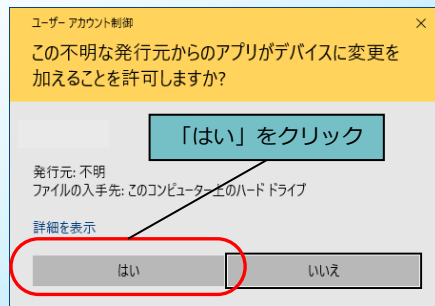 ユーザー アカウント制御
この不明な発行元からのアプリがデバイスに変更を
加えることを許可しますか?
「はい」をクリック
発行元: 不明
ファイルの入手先: このコンピューター上のハード ドライブ
詳細を表示
はい
いいえ